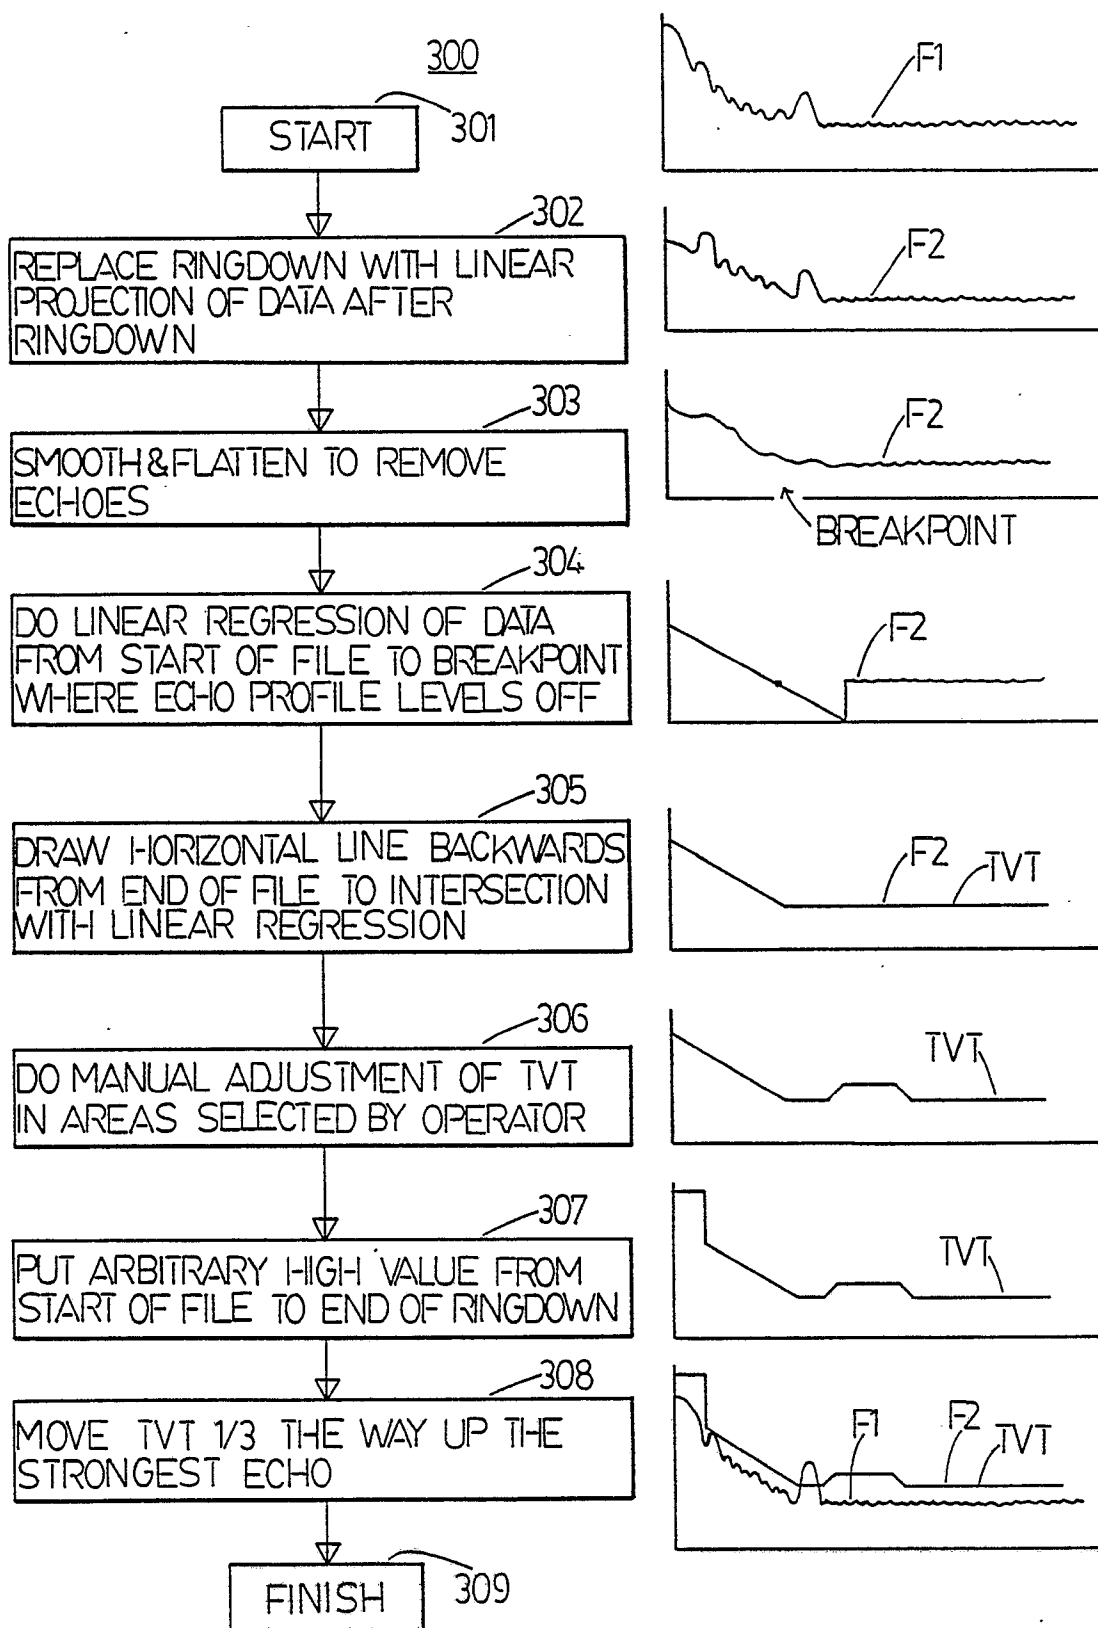 300
START
301
F1
302
REPLACE RINGDOWN WITH LINEAR
PROJECTION OF DATA AFTER
RINGDOWN
F2
303
SMOOTH&FLATTEN TO REMOVE
ECHOES
F2
BREAKPOINT
304
DO LINEAR REGRESSION OF DATA
FROM START OF FILE TO BREAKPOINT
WHERE ECHO PROFILE LEVELS OFF
F2
305
DRAW HORIZONTAL LINE BACKWARDS
FROM END OF FILE TO INTERSECTION
WITH LINEAR REGRESSION
F2
TVT
306
DO MANUAL ADJUSTMENT OF TVT
IN AREAS SELECTED BY OPERATOR
TVT
307
PUT ARBITRARY HIGH VALUE FROM
START OF FILE TO END OF RINGDOWN
TVT
308
MOVE TVT 1/3 THE WAY UP THE
STRONGEST ECHO
F1
F2
TVT
309
FINISH